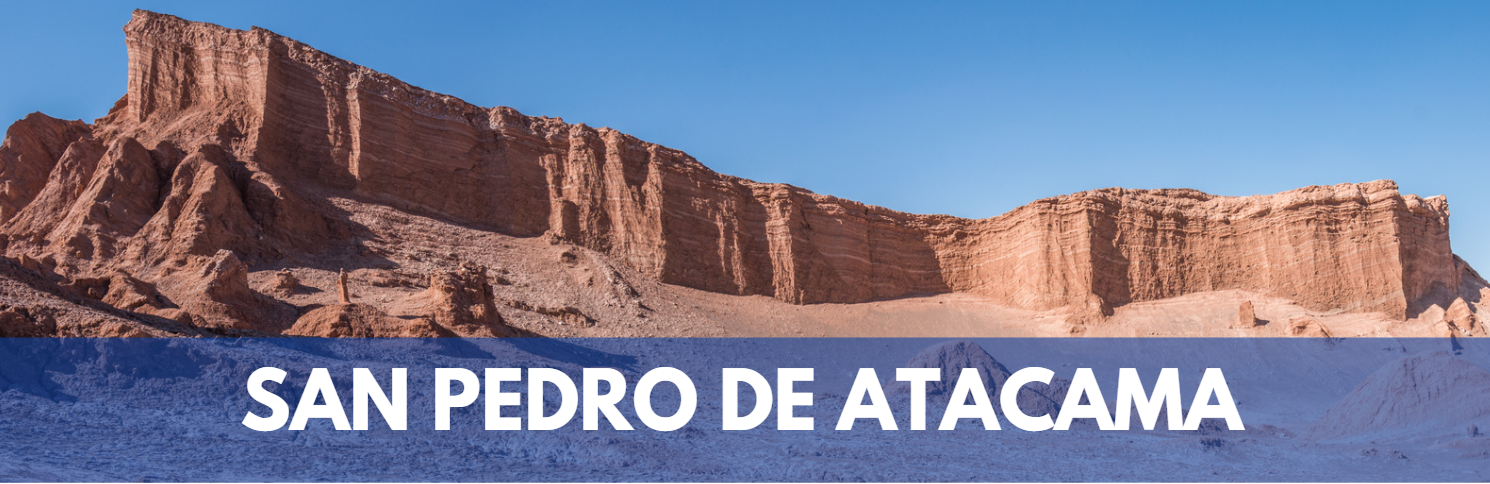 SAN PEDRO DE ATACAMA